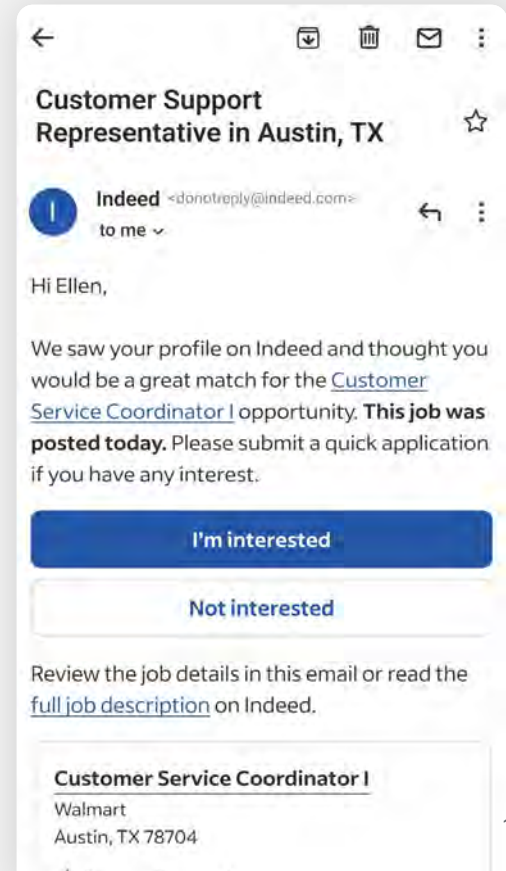 Customer Support
Representative in Austin, TX
I
Indeed <donotreply@indeed.com>
to me
Hi Ellen,
We saw your profile on Indeed and thought you
would be a great match for the Customer
Service Coordinator I opportunity. This job was
posted today. Please submit a quick application
if you have any interest.
I'm interested
Not interested
Review the job details in this email or read the
full job description on Indeed.
Customer Service Coordinator I
Walmart
Austin, TX 78704